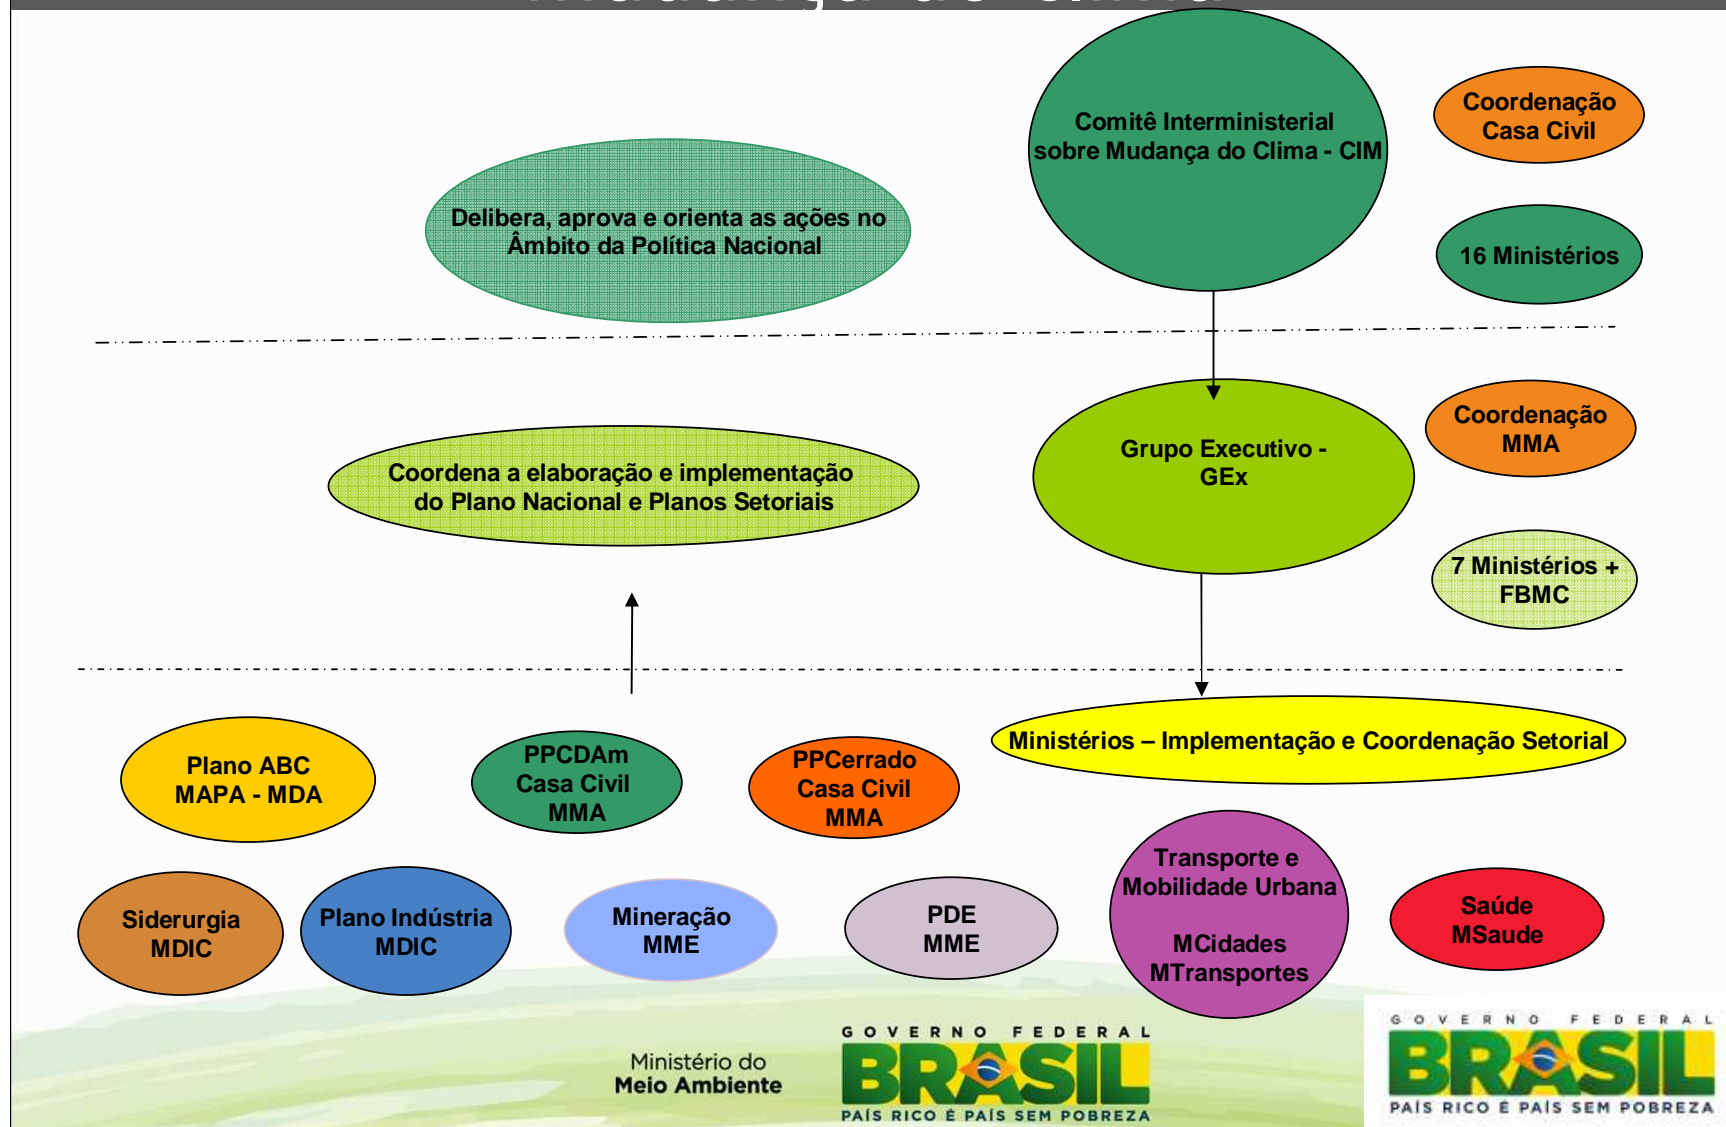 Comitê Interministerial
sobre Mudança do Clima - CIM
Coordenação
Casa Civil
Delibera, aprova e orienta as ações no
Âmbito da Política Nacional
16 Ministérios
Coordena a elaboração e implementação
do Plano Nacional e Planos Setoriais
Grupo Executivo -
GEx
Coordenação
MMA
7 Ministérios +
FBMC
Ministérios – Implementação e Coordenação Setorial
Plano ABC
MAPA - MDA
PPCDAm
Casa Civil
MMA
PPCerrado
Casa Civil
MMA
Siderurgia
MDIC
Plano Indústria
MDIC
Mineração
MME
PDE
MME
Transporte e
Mobilidade Urbana
MCidades
MTransportes
Saúde
MSaude
Ministério do
Meio Ambiente
GOVERNO FEDERAL
BRASIL
PAÍS RICO É PAÍS SEM POBREZA
GOVERNO FEDERAL
BRASIL
PAÍS RICO É PAÍS SEM POBREZA